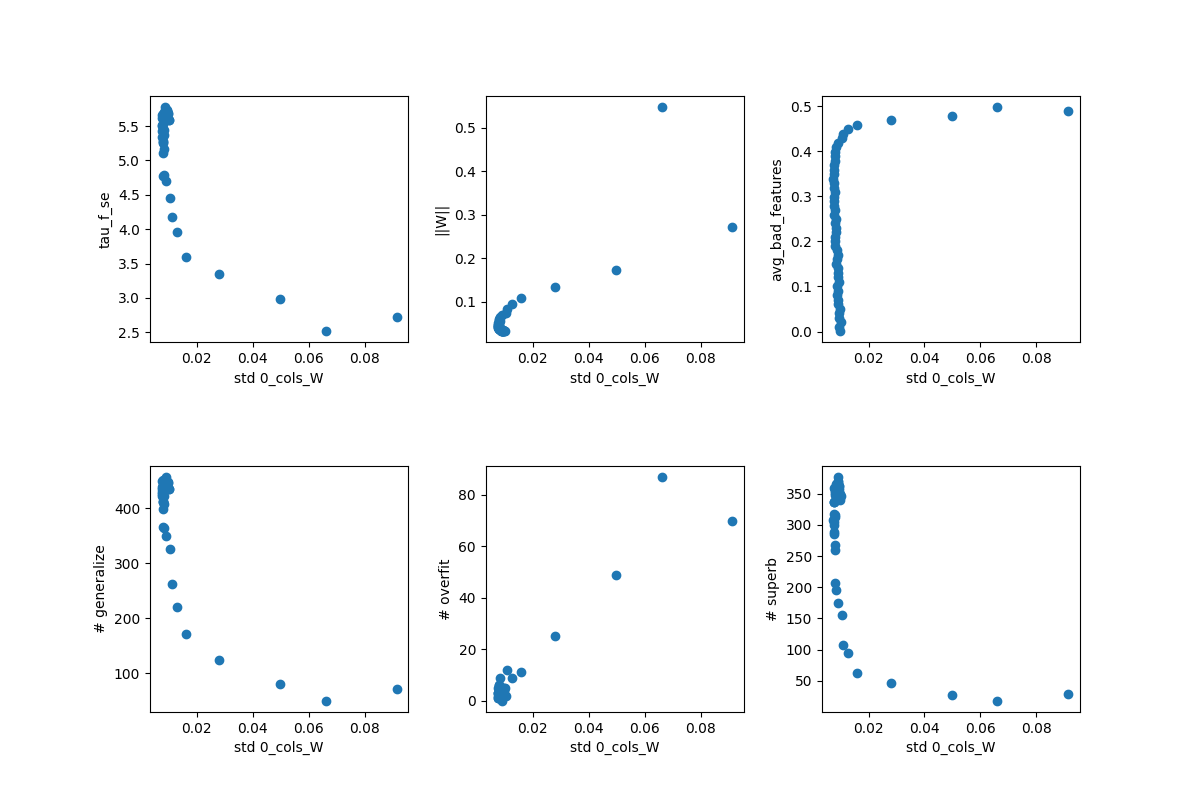 tau_f_se
5.5
5.0
4.5
4.0
3.5
3.0
2.5
0.02 0.04 0.06 0.08
std 0_cols_W
||W||
0.5
0.4
0.3
0.2
0.1
0.02 0.04 0.06 0.08
std 0_cols_W
avg_bad_features
0.5
0.4
0.3
0.2
0.1
0.0
0.02 0.04 0.06 0.08
std 0_cols_W
# generalize
400
300
200
100
0.02 0.04 0.06 0.08
std 0_cols_W
# overfit
80
60
40
20
0
0.02 0.04 0.06 0.08
std 0_cols_W
# superb
350
300
250
200
150
100
50
0.02 0.04 0.06 0.08
std 0_cols_W